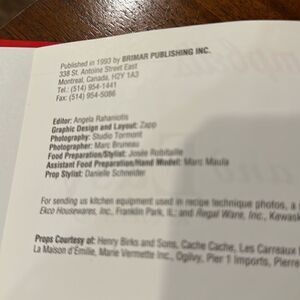 Published in 1993 by BRIMAR PUBLISHING INC.
338 St. Antoine Street East
Montreal, Canada, H2Y 1A3
Tel.: (514) 954-1441
Fax: (514) 954-5086
Editor: Angela Rahaniotis
Graphic Design and Layout: Zapp
Photography: Studio Tormont
Photographer: Marc Bruneau
Food Preparation/Stylist: Josée Robitaille
Assistant Food Preparation/Hand Model: Marc Maula
Prop Stylist: Danielle Schneider
For sending us kitchen equipment used in recipe technique photos, a
Ekco Housewares, Inc., Franklin Park, IL; and Regal Ware, Inc., Kewask
Props Courtesy of: Henry Birks and Sons, Cache Cache, Les Carreaux
La Maison d'Émilie, Marie Vermette Inc., Ogilvy, Pier 1 Imports, Pierre